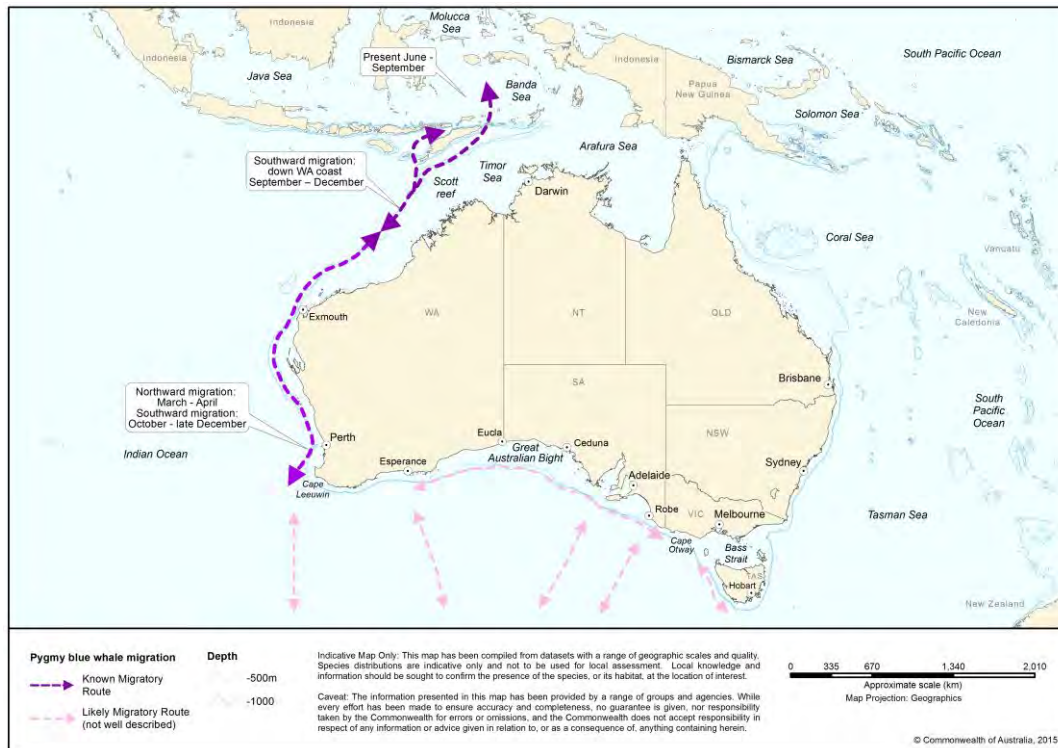 Molucca
Sea
Indonesia
Indonesia
Present June -
September
Java Sea
Banda
Sea
Indonesia
Papua
New Guinea
Bismarck Sea
South Pacific Ocean
Solomon Sea
Southward migration:
down WA coast
September – December
Scott
reef
Timor
Sea
Arafura Sea
Darwin
Coral Sea
Vanuatu
New
Caledonia
Exmouth
WA
NT
QLD
SA
Brisbane
NSW
South
Pacific
Ocean
Northward migration:
March - April
Southward migration:
October - late December
Indian Ocean
Perth
Eucla
Ceduna
Great
Australian Bight
Esperance
Cape
Leeuwin
Adelaide
Sydney
Robe
VIC
Melbourne
Cape
Otway
Bass
Strait
TAS
Hobart
Tasman Sea
New Zealand
Pygmy blue whale migration
Known Migratory
Route
Likely Migratory Route
(not well described)
Depth
-500m
-1000
Indicative Map Only: This map has been compiled from datasets with a range of geographic scales and quality.
Species distributions are indicative only and not to be used for local assessment. Local knowledge and
information should be sought to confirm the presence of the species, or its habitat, at the location of interest.
Caveat: The information presented in this map has been provided by a range of groups and agencies. While
every effort has been made to ensure accuracy and completeness, no guarantee is given, nor responsibility
taken by the Commonwealth for errors or omissions, and the Commonwealth does not accept responsibility in
respect of any information or advice given in relation to, or as a consequence of, anything containing herein.
0 335 670 1,340 2,010
Approximate scale (km)
Map Projection: Geographics
© Commonwealth of Australia, 2015